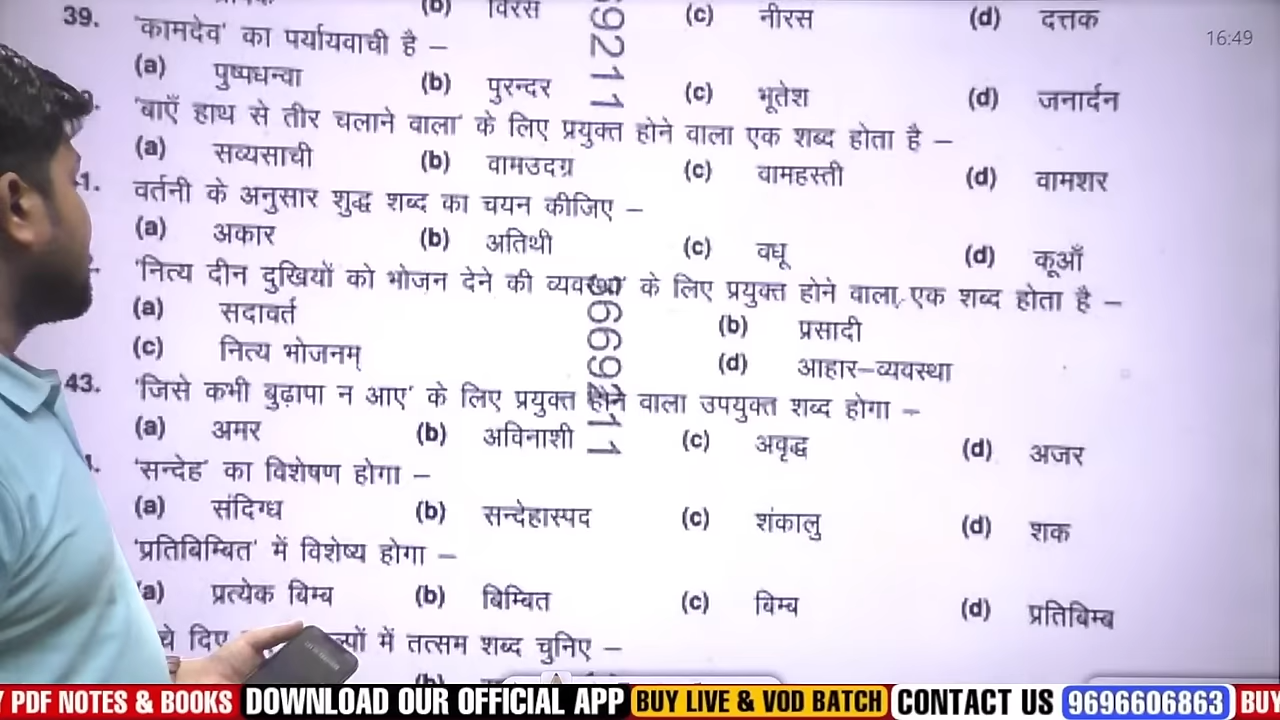 (b) विरस (c) नीरस (d) दत्तक
16:49
39. 'कामदेव' का पर्यायवाची है –
(a) पुष्पधन्वा (b) पुरन्दर (c) भूतेश (d) जनार्दन
'बाएँ हाथ से तीर चलाने वाला' के लिए प्रयुक्त होने वाला एक शब्द होता है –
(a) सव्यसाची (b) वामउदग्र (c) वामहस्ती (d) वामशर
1. वर्तनी के अनुसार शुद्ध शब्द का चयन कीजिए –
(a) अकार (b) अतिथी (c) वधू (d) कूआँ
'नित्य दीन दुखियों को भोजन देने की व्यवस्था' के लिए प्रयुक्त होने वाला एक शब्द होता है –
(a) सदावर्त (b) प्रसादी
(c) नित्य भोजनम् (d) आहार–व्यवस्था
43. 'जिसे कभी बुढ़ापा न आए' के लिए प्रयुक्त होने वाला उपयुक्त शब्द होगा –
(a) अमर (b) अविनाशी (c) अवृद्ध (d) अजर
'सन्देह' का विशेषण होगा –
(a) संदिग्ध (b) सन्देहास्पद (c) शंकालु (d) शक
'प्रतिबिम्बित' में विशेष्य होगा –
a) प्रत्येक बिम्ब (b) बिम्बित (c) बिम्ब (d) प्रतिबिम्ब
दिए में तत्सम शब्द चुनिए –
(b)
9211
669211
PDF NOTES & BOOKS DOWNLOAD OUR OFFICIAL APP BUY LIVE & VOD BATCH CONTACT US 9696606863 BUY